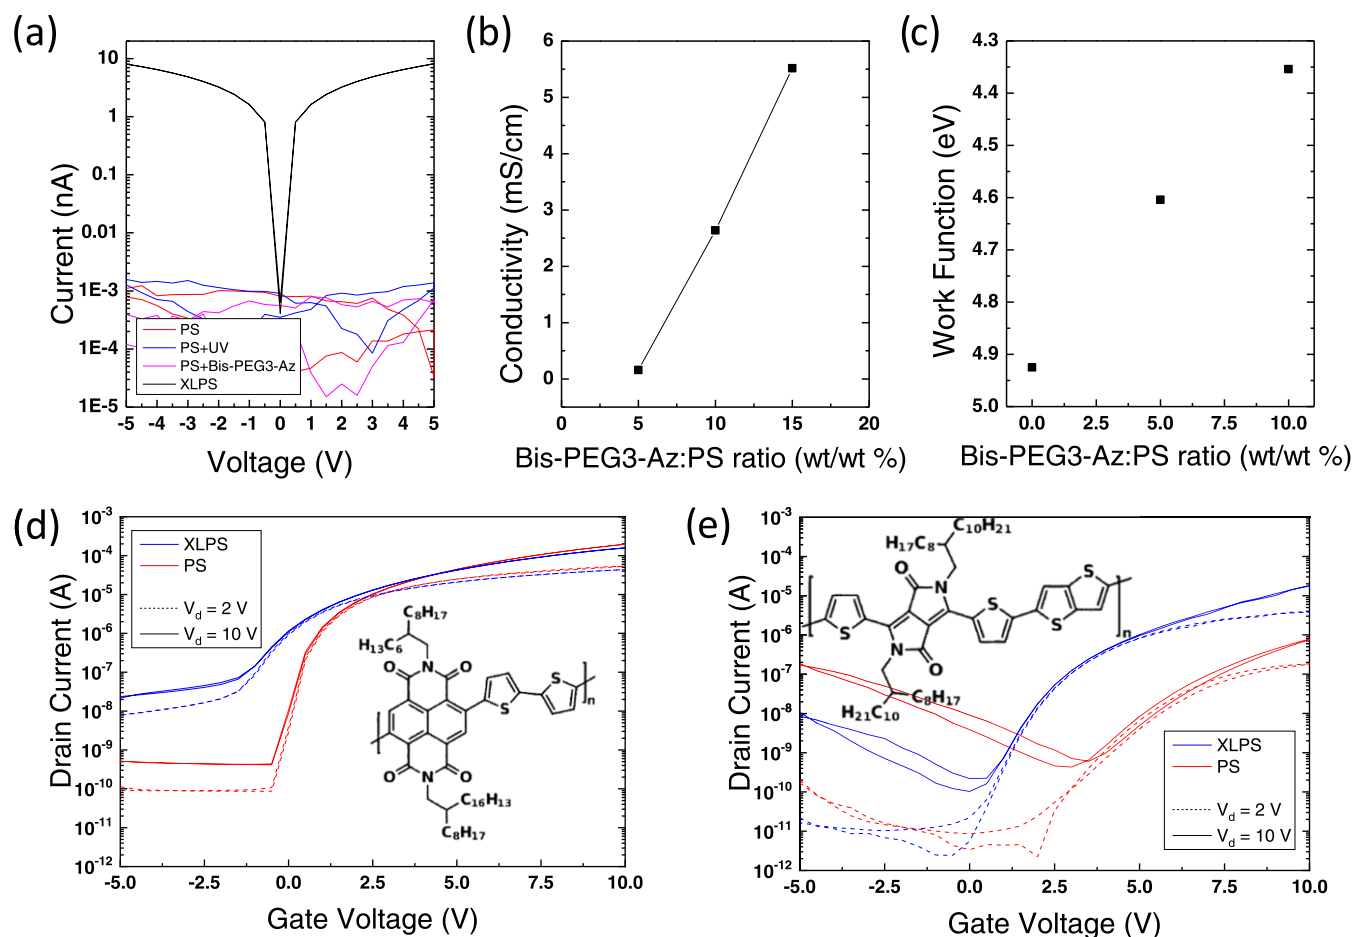 (a)
10
1
0.1
0.01
1E-3
1E-4
1E-5
Current (nA)
PS
PS+UV
PS+Bis-PEG3-Az
XLPS
-5 -4 -3 -2 -1 0 1 2 3 4 5
Voltage (V)
(b)
6
5
4
3
2
1
0
Conductivity (mS/cm)
0 5 10 15 20
Bis-PEG3-Az:PS ratio (wt/wt %)
(c)
4.3
4.4
4.5
4.6
4.7
4.8
4.9
5.0
Work Function (eV)
0.0 2.5 5.0 7.5 10.0
Bis-PEG3-Az:PS ratio (wt/wt %)
(d)
10⁻³
10⁻⁴
10⁻⁵
10⁻⁶
10⁻⁷
10⁻⁸
10⁻⁹
10⁻¹⁰
10⁻¹¹
10⁻¹²
Drain Current (A)
XLPS
PS
V_d = 2 V
V_d = 10 V
C₈H₁₇
H₁₃C₆
O N O
S
S
]n
[
O N O
C₁₆H₁₃
C₈H₁₇
-5.0 -2.5 0.0 2.5 5.0 7.5 10.0
Gate Voltage (V)
(e)
10⁻³
10⁻⁴
10⁻⁵
10⁻⁶
10⁻⁷
10⁻⁸
10⁻⁹
10⁻¹⁰
10⁻¹¹
10⁻¹²
Drain Current (A)
C₁₀H₂₁
H₁₇C₈
O N
S S S
[ S ]n
N O
C₈H₁₇
H₂₁C₁₀
XLPS
PS
V_d = 2 V
V_d = 10 V
-5.0 -2.5 0.0 2.5 5.0 7.5 10.0
Gate Voltage (V)